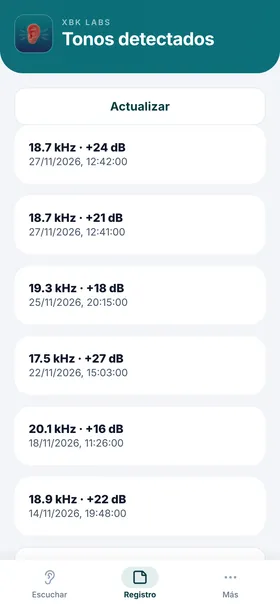 XBK LABS
Tonos detectados
Actualizar
18.7 kHz · +24 dB
27/11/2026, 12:42:00
18.7 kHz · +21 dB
27/11/2026, 12:41:00
19.3 kHz · +18 dB
25/11/2026, 20:15:00
17.5 kHz · +27 dB
22/11/2026, 15:03:00
20.1 kHz · +16 dB
18/11/2026, 11:26:00
18.9 kHz · +22 dB
14/11/2026, 19:48:00
Escuchar
Registro
Más